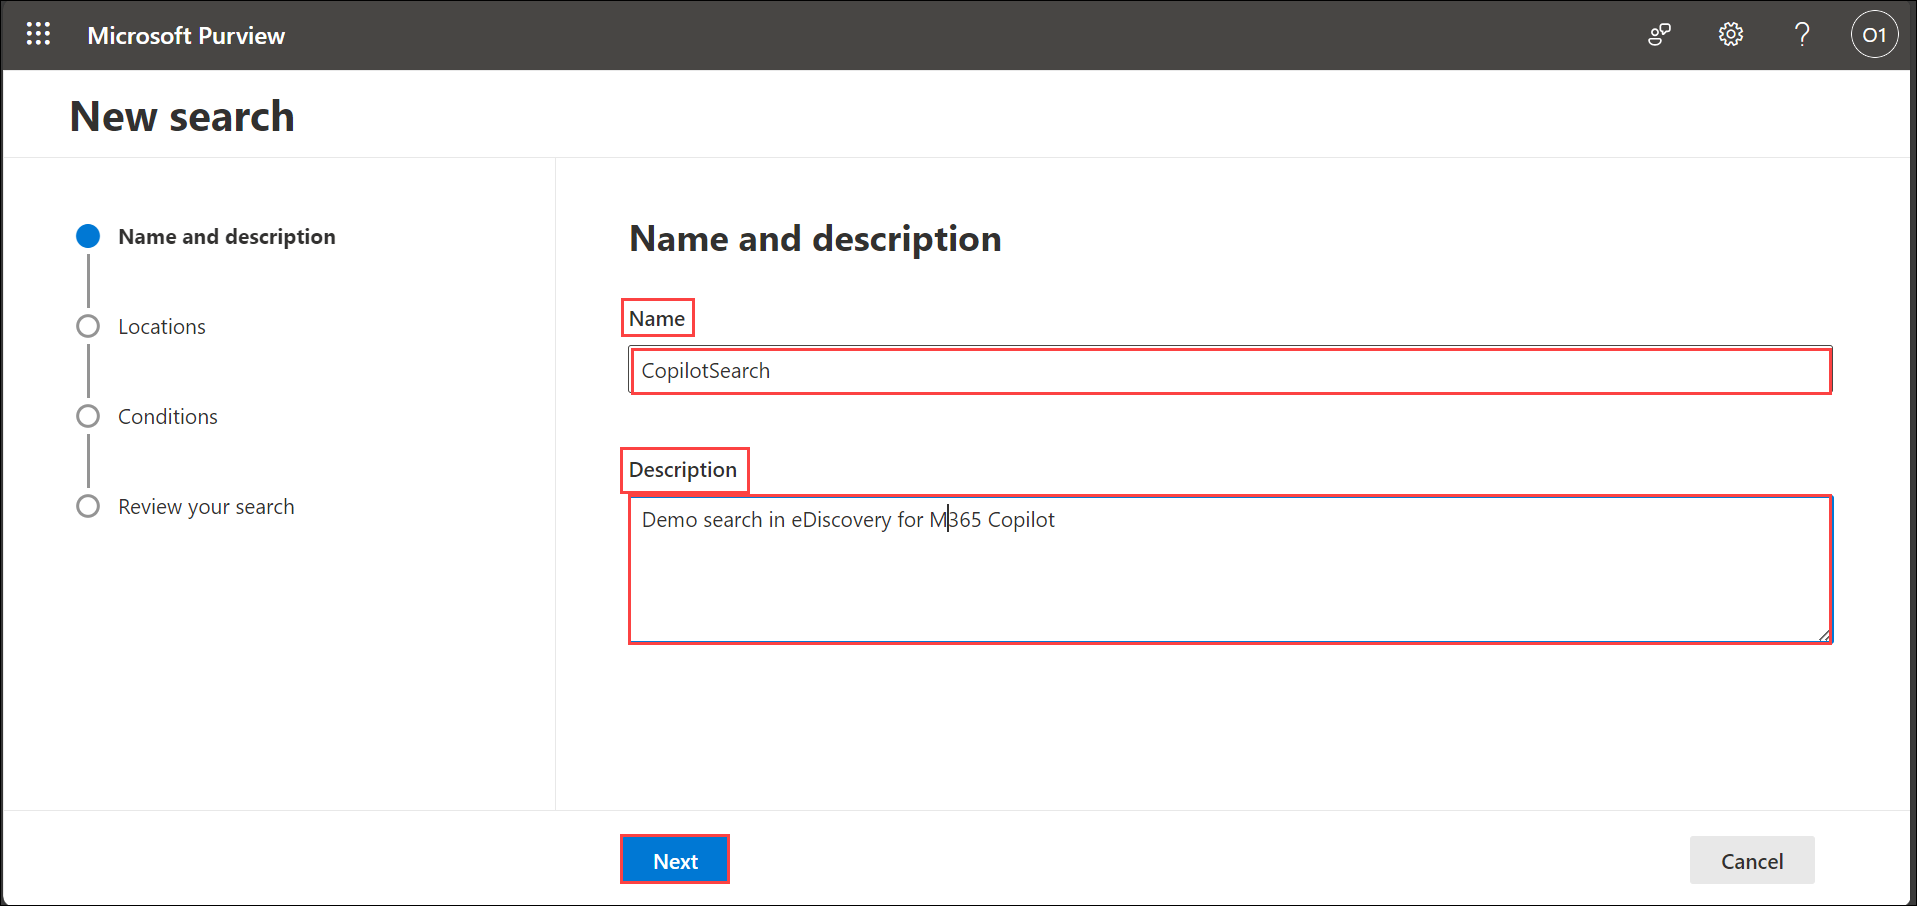 Microsoft Purview
?
O1
New search
Name and description
Locations
Conditions
Review your search
Name and description
Name
CopilotSearch
Description
Demo search in eDiscovery for M365 Copilot
Next
Cancel